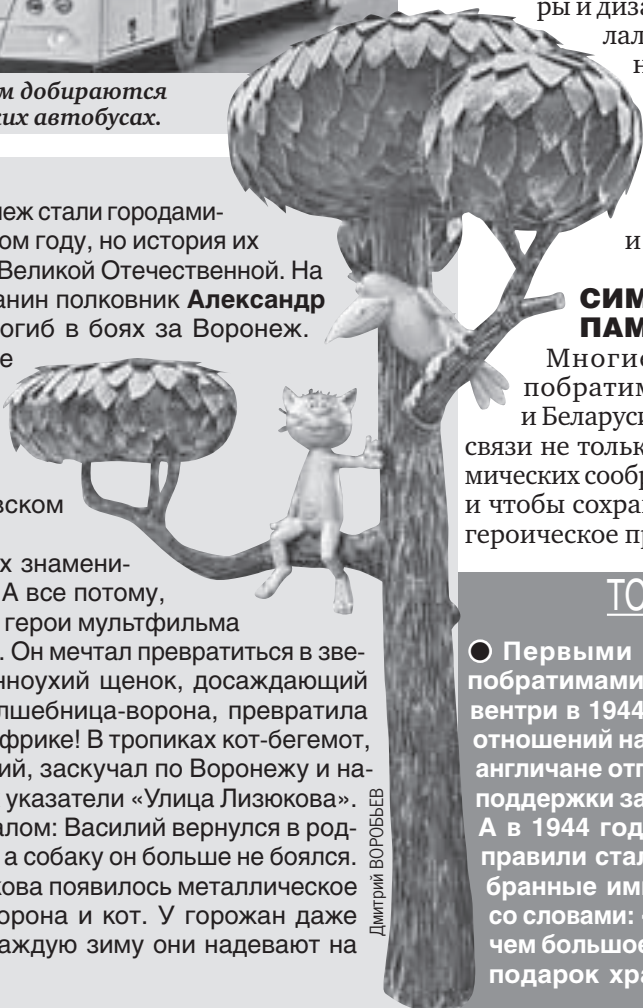 м добираются
ких автобусах.
неж стали городами-
ом году, но история их
Великой Отечественной. На
анин полковник Александр
огиб в боях за Воронеж.
е
вском
х знамени-
А все потому,
герои мультфильма
. Он мечтал превратиться в зве-
нноухий щенок, досаждающий
лшебница-ворона, превратила
фрике! В тропиках кот-бегемот,
ий, заскучал по Воронежу и на-
указатели «Улица Лизюкова».
алом: Василий вернулся в род-
а собаку он больше не боялся.
кова появилось металлическое
орона и кот. У горожан даже
аждую зиму они надевают на
Дмитрий ВОРОБЬЕВ
ры и диза
лал
н
и
СИМ
ПАМ
Многие
побратим
и Беларуси
связи не тольк
мических сообр
и чтобы сохра
героическое пр
ТО
● Первыми
побратимами
вентри в 1944
отношений на
англичане отп
поддержки за
А в 1944 год
правили стал
бранные им
со словами:
чем большое
подарок хра